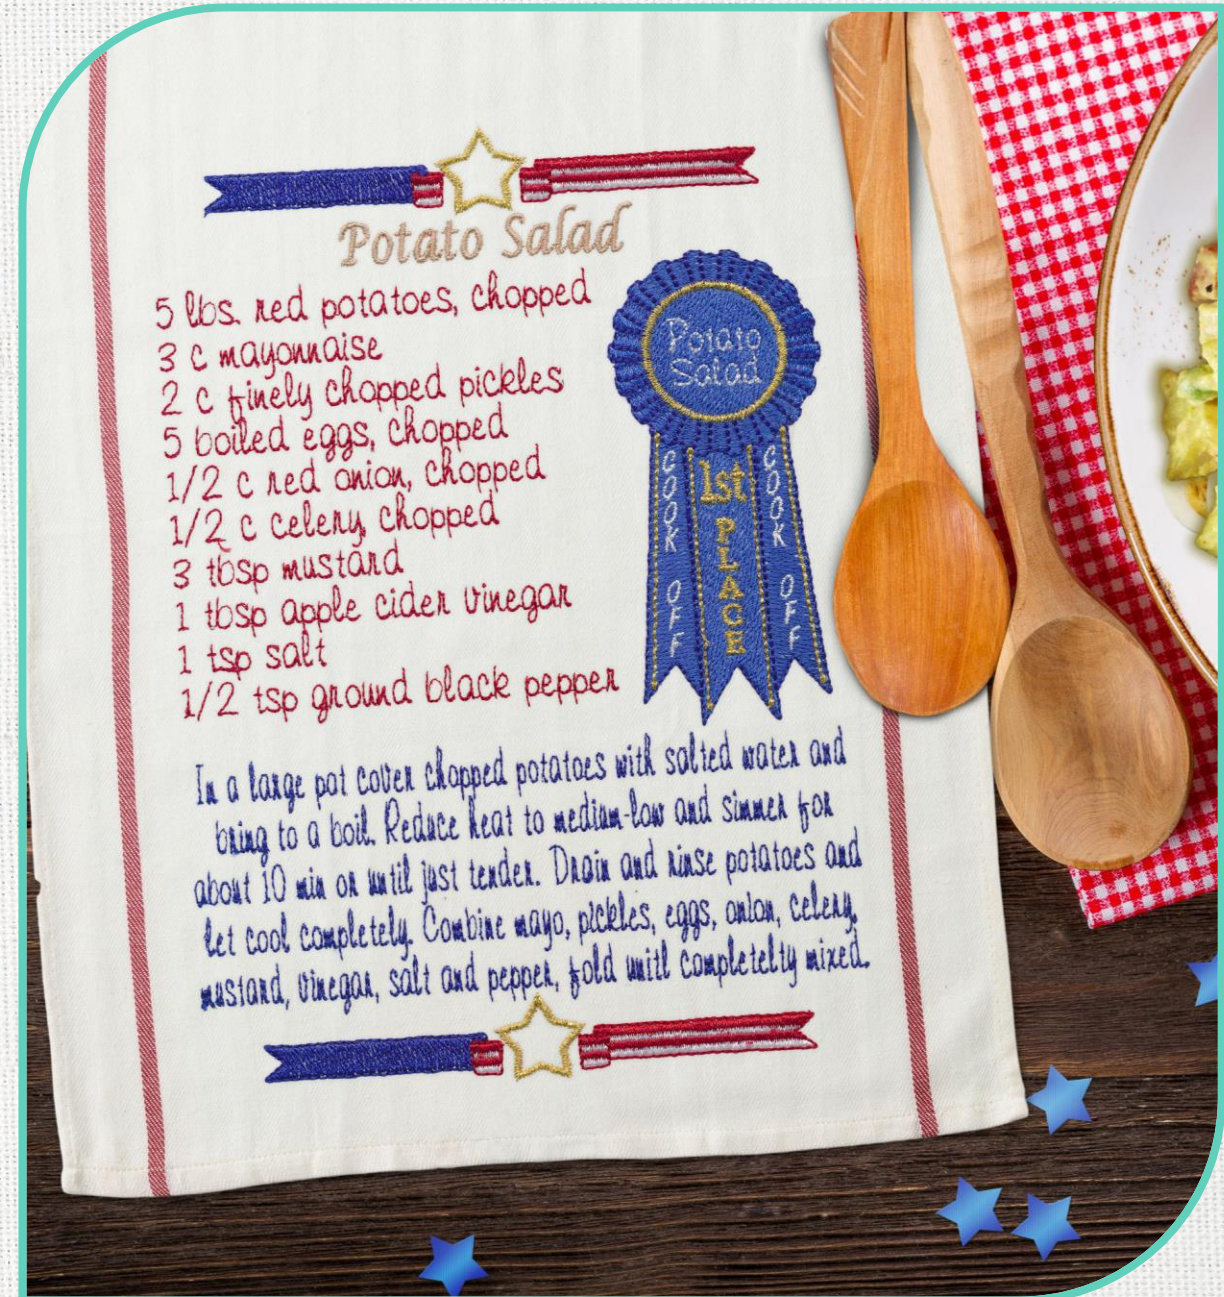 Potato Salad
5 lbs. red potatoes, chopped
3 c mayonnaise
2 c finely chopped pickles
5 boiled eggs, chopped
1/2 c red onion, chopped
1/2 c celery, chopped
3 tbsp mustard
1 tbsp apple cider vinegar
1 tsp salt
1/2 tsp ground black pepper
Potato
Salad
1st
PLACE
COOK OFF
COOK OFF
In a large pot cover chopped potatoes with salted water and
bring to a boil. Reduce heat to medium-low and simmer for
about 10 min or until just tender. Drain and rinse potatoes and
let cool completely. Combine mayo, pickles, eggs, onion, celery,
mustard, vinegar, salt and pepper, fold unitl completelty mixed.